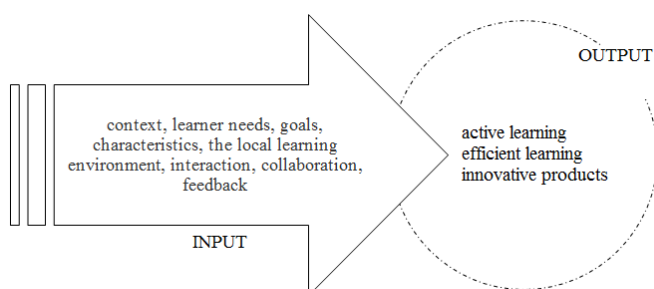 OUTPUT
context, learner needs, goals,
characteristics, the local learning
environment, interaction, collaboration,
feedback
active learning
efficient learning
innovative products
INPUT